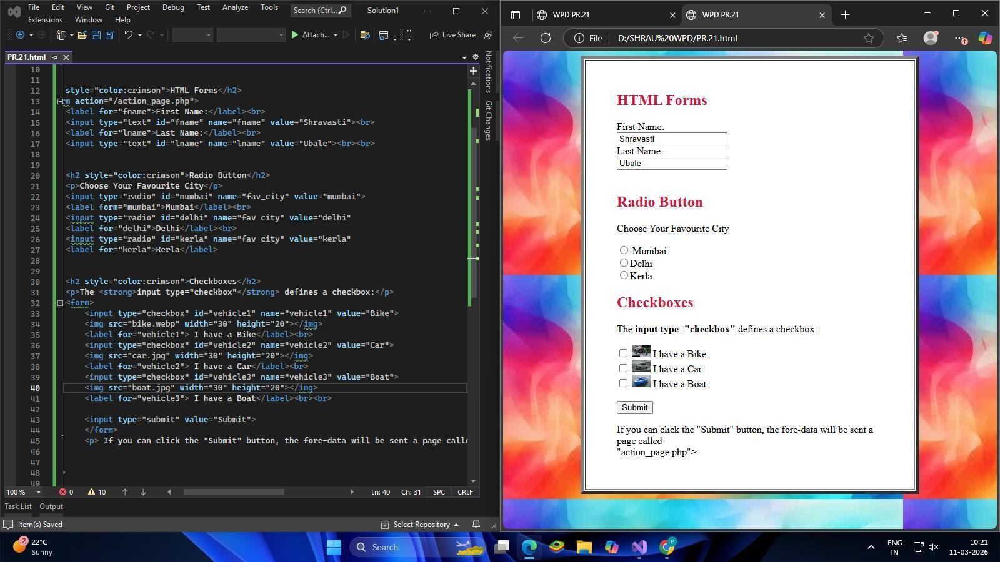 File Edit View Git Project Debug Test Analyze Tools Search (Ctrl... Solution1
Extensions Window Help
Attach... Live Share
PR.21.html
Notifications
Git Changes
10
11
12 style="color:crimson">HTML Forms</h2>
13 m action="/action_page.php">
14 <label for="fname">First Name:</label><br>
15 <input type="text" id="fname" name="fname" value="Shravasti"><br>
16 <label for="lname">Last Name:</label><br>
17 <input type="text" id="lname" name="lname" value="Ubale"><br><br>
18
19
20 <h2 style="color:crimson">Radio Button</h2>
21 <p>Choose Your Favourite City</p>
22 <input type="radio" id="mumbai" name="fav_city" value="mumbai">
23 <label form="mumbai">Mumbai</label><br>
24 <input type="radio" id="delhi" name="fav city" value="delhi"
25 <label for="delhi">Delhi</label><br>
26 <input type="radio" id="kerla" name="fav city" value="kerla"
27 <label for="kerla">Kerla</label>
28
29
30 <h2 style="color:crimson">Checkboxes</h2>
31 <p>The <strong>input type="checkbox"</strong> defines a checkbox:</p>
32 <form>
33 <input type="checkbox" id="vehicle1" name="vehicle1" value="Bike">
34 <img src="bike.webp" width="30" height="20"></img>
35 <label for="vehicle1"> I have a Bike</label><br>
36 <input type="checkbox" id="vehicle2" name="vehicle2" value="Car">
37 <img src="car.jpg" width="30" height="20"></img>
38 <label for="vehicle2"> I have a Car</label><br>
39 <input type="checkbox" id="vehicle3" name="vehicle3" value="Boat">
40 <img src="boat.jpg" width="30" height="20"></img>
41 <label for="vehicle3"> I have a Boat</label><br><br>
42
43 <input type="submit" value="Submit">
44 </form>
45 <p> If you can click the "Submit" button, the fore-data will be sent a page calle
46
47
48 >
49
100 % 0 10 Ln: 40 Ch: 31 SPC CRLF
Task List Output
Item(s) Saved Select Repository
WPD PR.21 WPD PR.21
File D:/SHRAU%20WPD/PR.21.html
HTML Forms
First Name:
Shravasti
Last Name:
Ubale
Radio Button
Choose Your Favourite City
Mumbai
Delhi
Kerla
Checkboxes
The input type="checkbox" defines a checkbox:
I have a Bike
I have a Car
I have a Boat
Submit
If you can click the "Submit" button, the fore-data will be sent a
page called
"action_page.php">
2 22°C
Sunny
Search
P
ENG
IN
10:21
11-03-2026